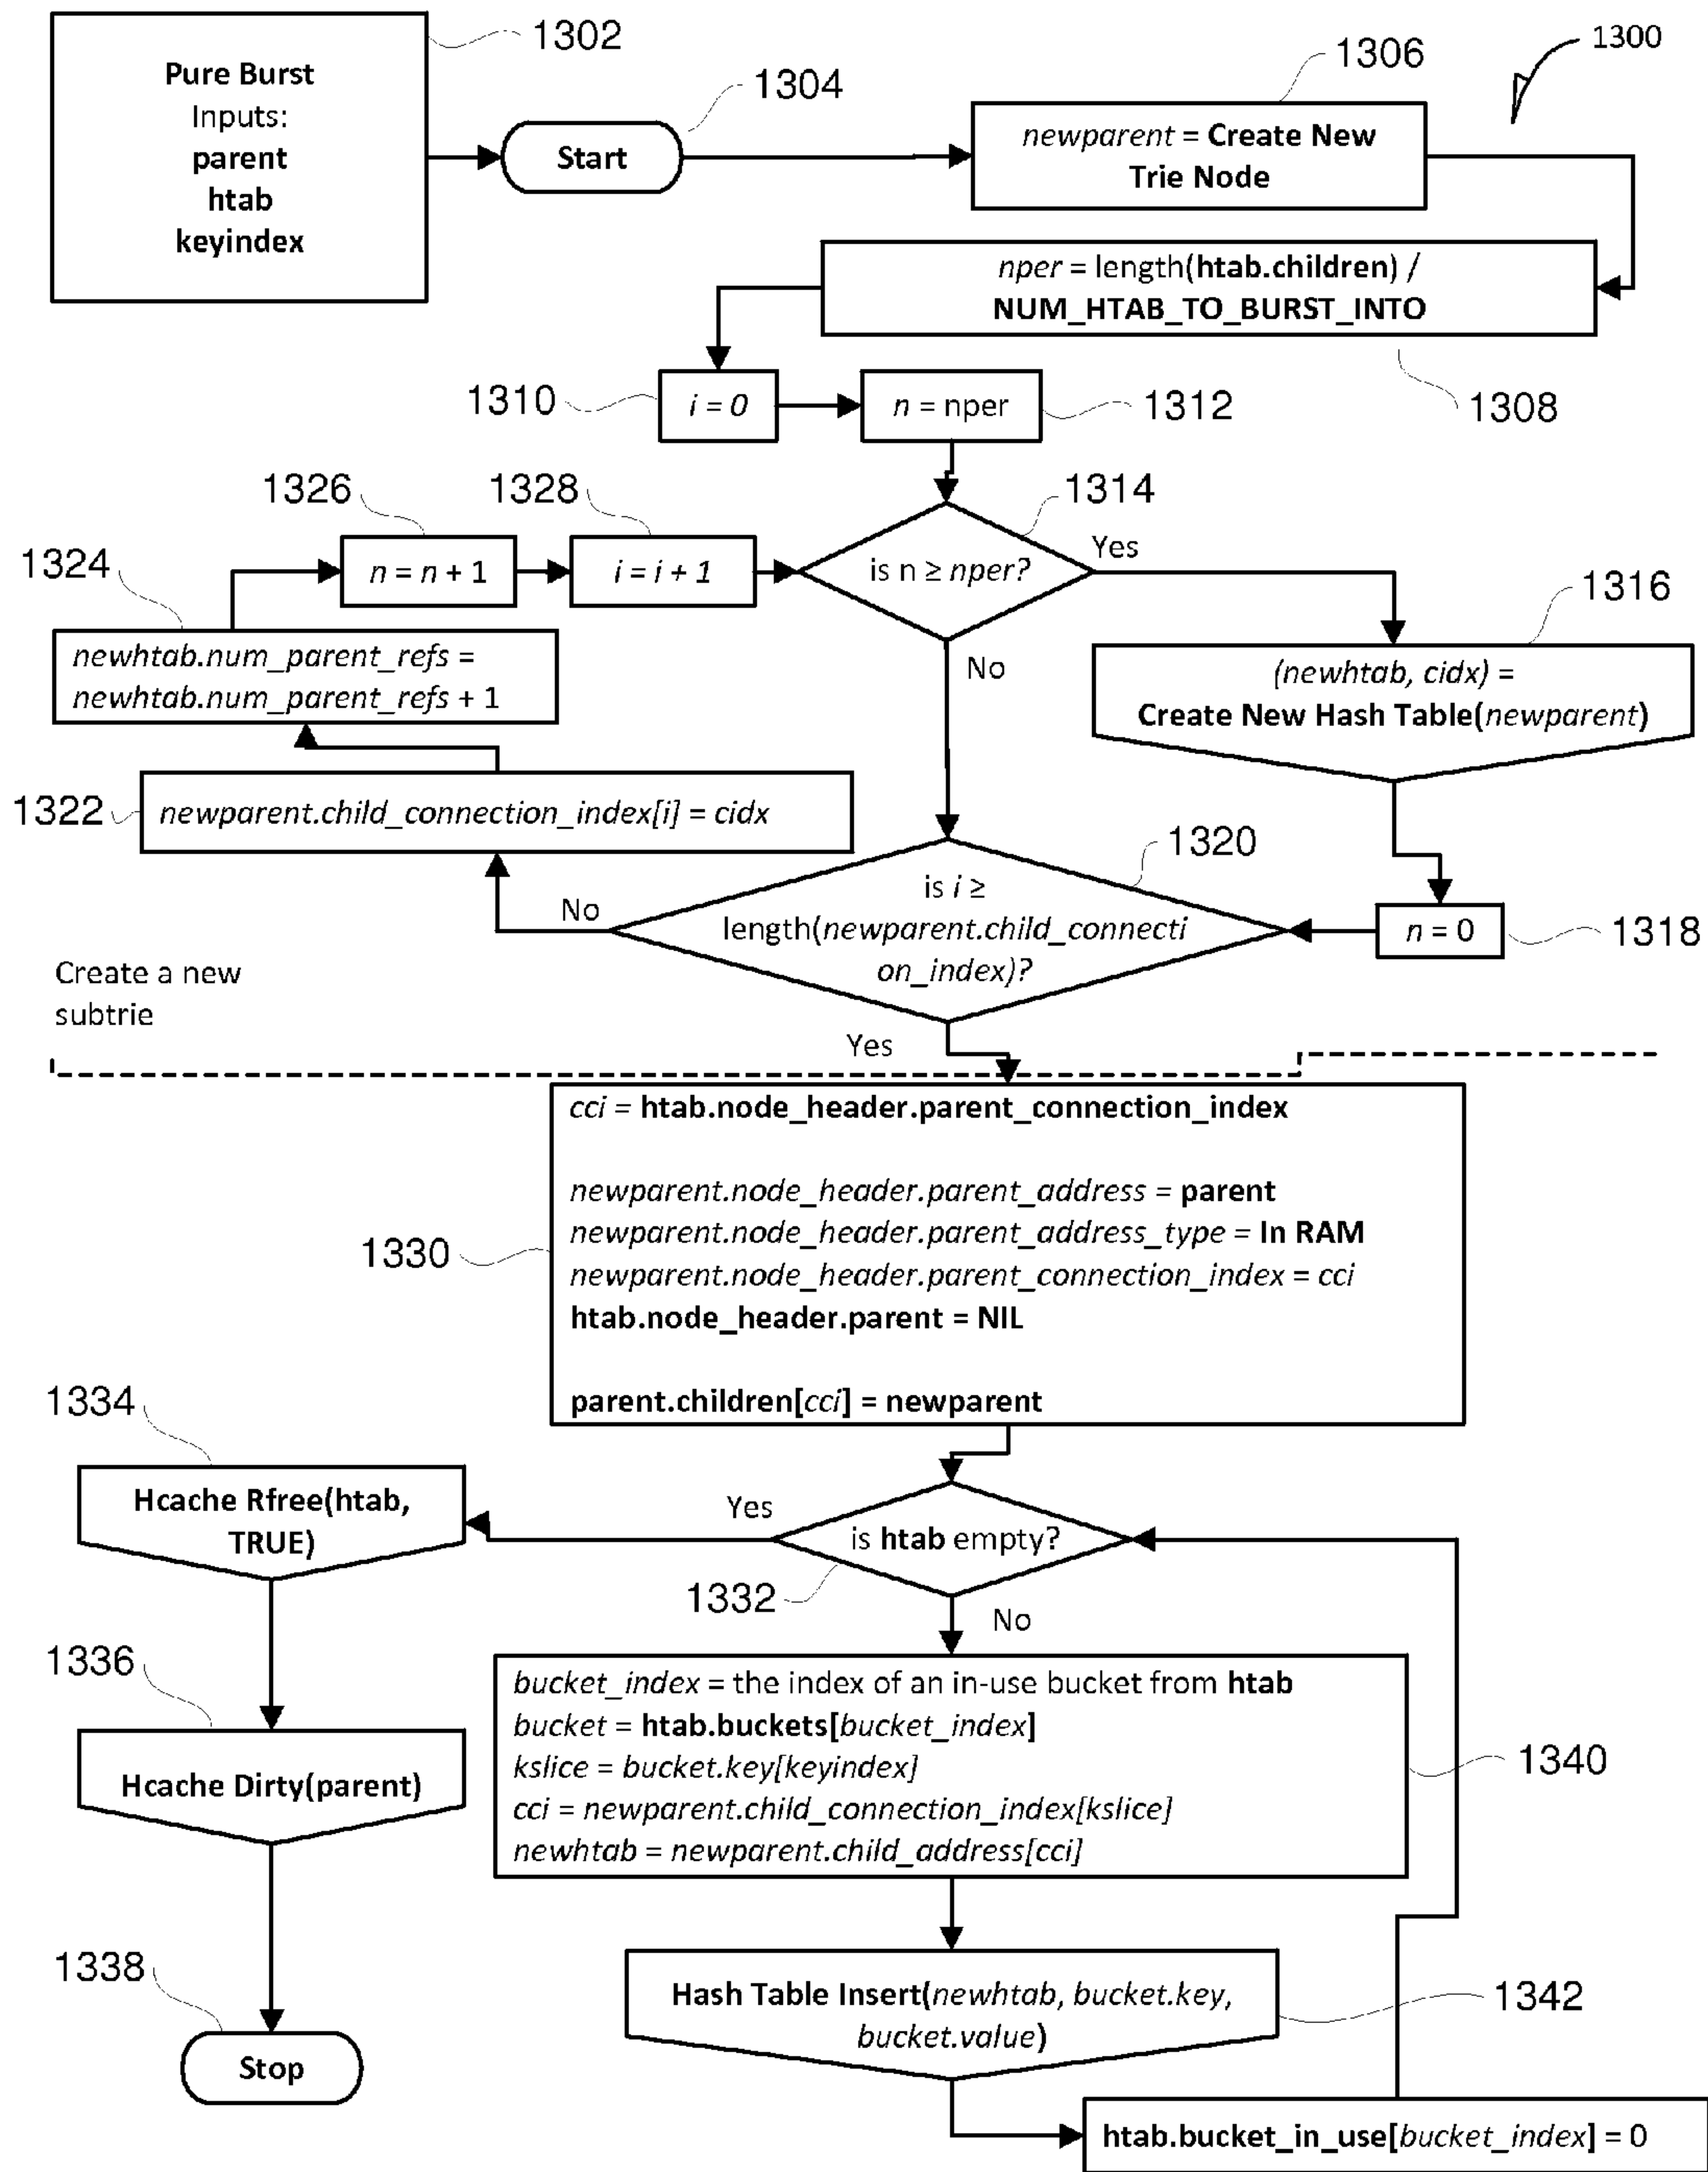 1302
Pure Burst
Inputs:
parent
htab
keyindex
1304
Start
1306
1300
newparent = Create New
Trie Node
nper = length(htab.children) /
NUM_HTAB_TO_BURST_INTO
1308
1310
i = 0
n = nper
1312
1314
is n ≥ nper?
Yes
No
1316
(newhtab, cidx) =
Create New Hash Table(newparent)
n = 0
1318
1320
is i ≥
length(newparent.child_connecti
on_index)?
No
Yes
1322
newparent.child_connection_index[i] = cidx
1324
newhtab.num_parent_refs =
newhtab.num_parent_refs + 1
1326
n = n + 1
1328
i = i + 1
Create a new
subtrie
1330
cci = htab.node_header.parent_connection_index
newparent.node_header.parent_address = parent
newparent.node_header.parent_address_type = In RAM
newparent.node_header.parent_connection_index = cci
htab.node_header.parent = NIL
parent.children[cci] = newparent
1332
is htab empty?
Yes
No
1334
Hcache Rfree(htab,
TRUE)
1336
Hcache Dirty(parent)
1338
Stop
1340
bucket_index = the index of an in-use bucket from htab
bucket = htab.buckets[bucket_index]
kslice = bucket.key[keyindex]
cci = newparent.child_connection_index[kslice]
newhtab = newparent.child_address[cci]
1342
Hash Table Insert(newhtab, bucket.key,
bucket.value)
htab.bucket_in_use[bucket_index] = 0